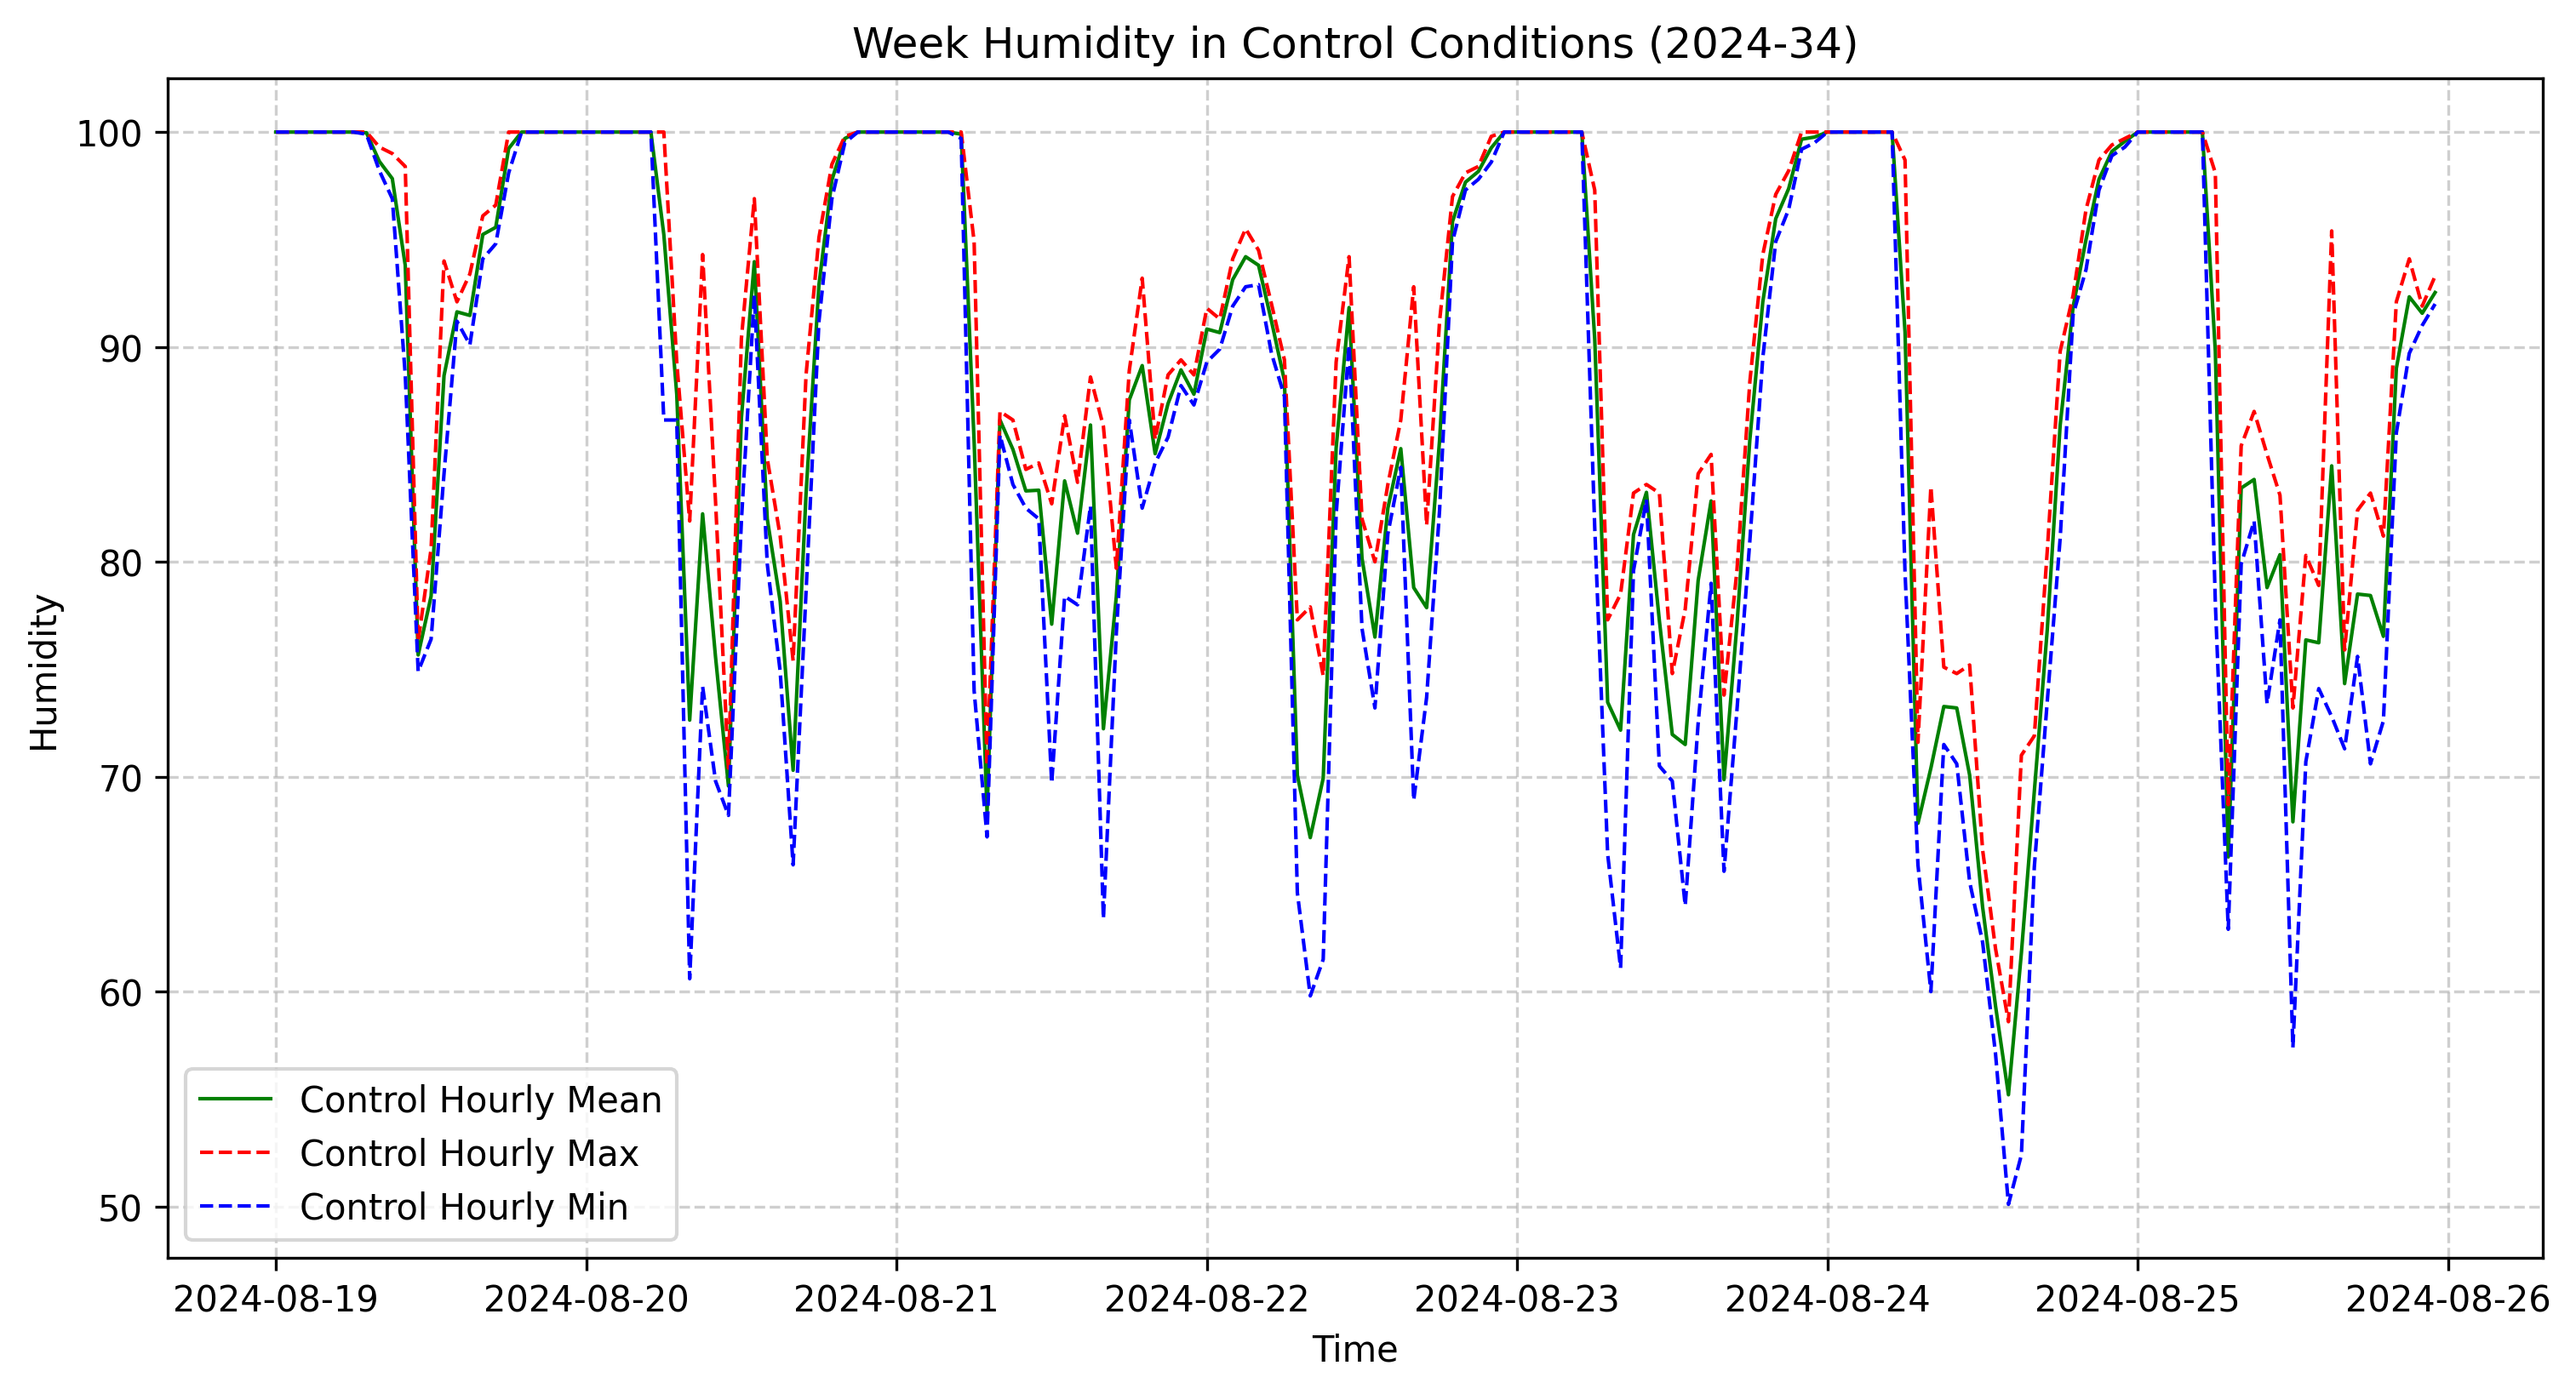 Week Humidity in Control Conditions (2024-34)
100
90
80
70
60
50
Humidity
Control Hourly Mean
Control Hourly Max
Control Hourly Min
2024-08-19 2024-08-20 2024-08-21 2024-08-22 2024-08-23 2024-08-24 2024-08-25 2024-08-26
Time